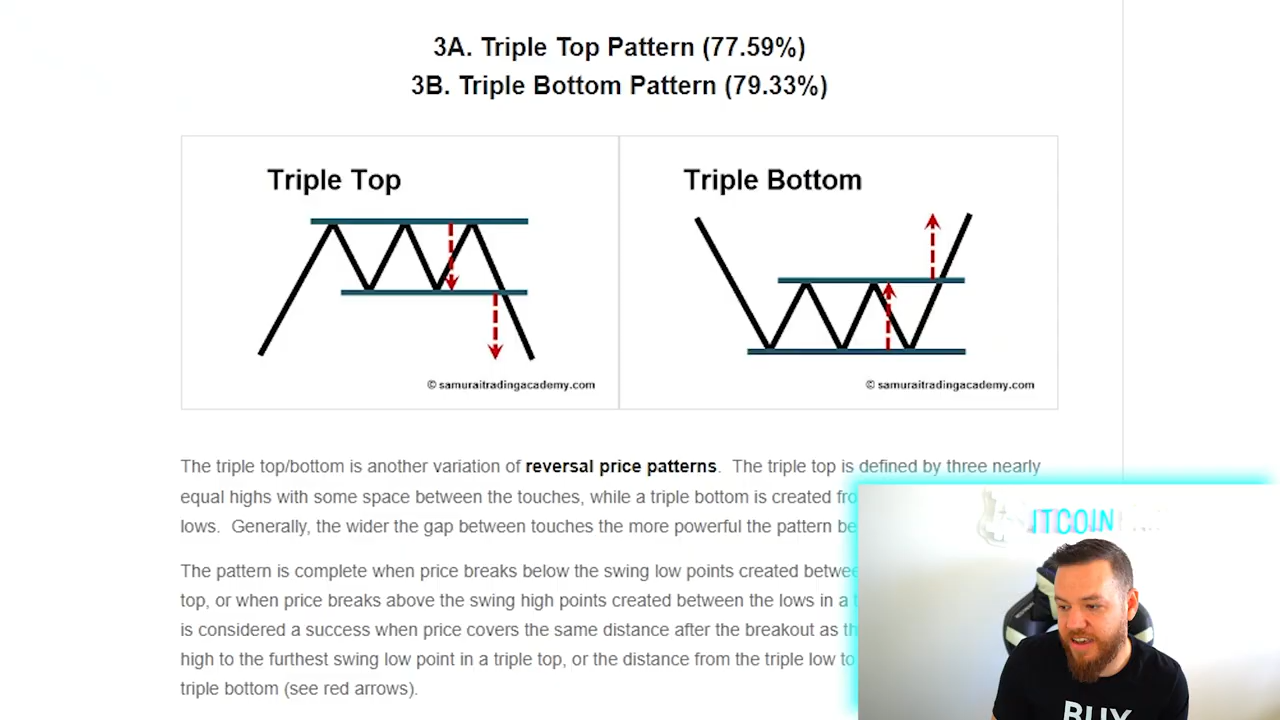 3A. Triple Top Pattern (77.59%)
3B. Triple Bottom Pattern (79.33%)
Triple Top
Triple Bottom
© samuraitradingacademy.com
© samuraitradingacademy.com
The triple top/bottom is another variation of reversal price patterns. The triple top is defined by three nearly
equal highs with some space between the touches, while a triple bottom is created
lows. Generally, the wider the gap between touches the more powerful the pattern
The pattern is complete when price breaks below the swing low points created
top, or when price breaks above the swing high points created between the lows in a
is considered a success when price covers the same distance after the breakout as
high to the furthest swing low point in a triple top, or the distance from the triple low to
triple bottom (see red arrows).
ITCOIN
BUY